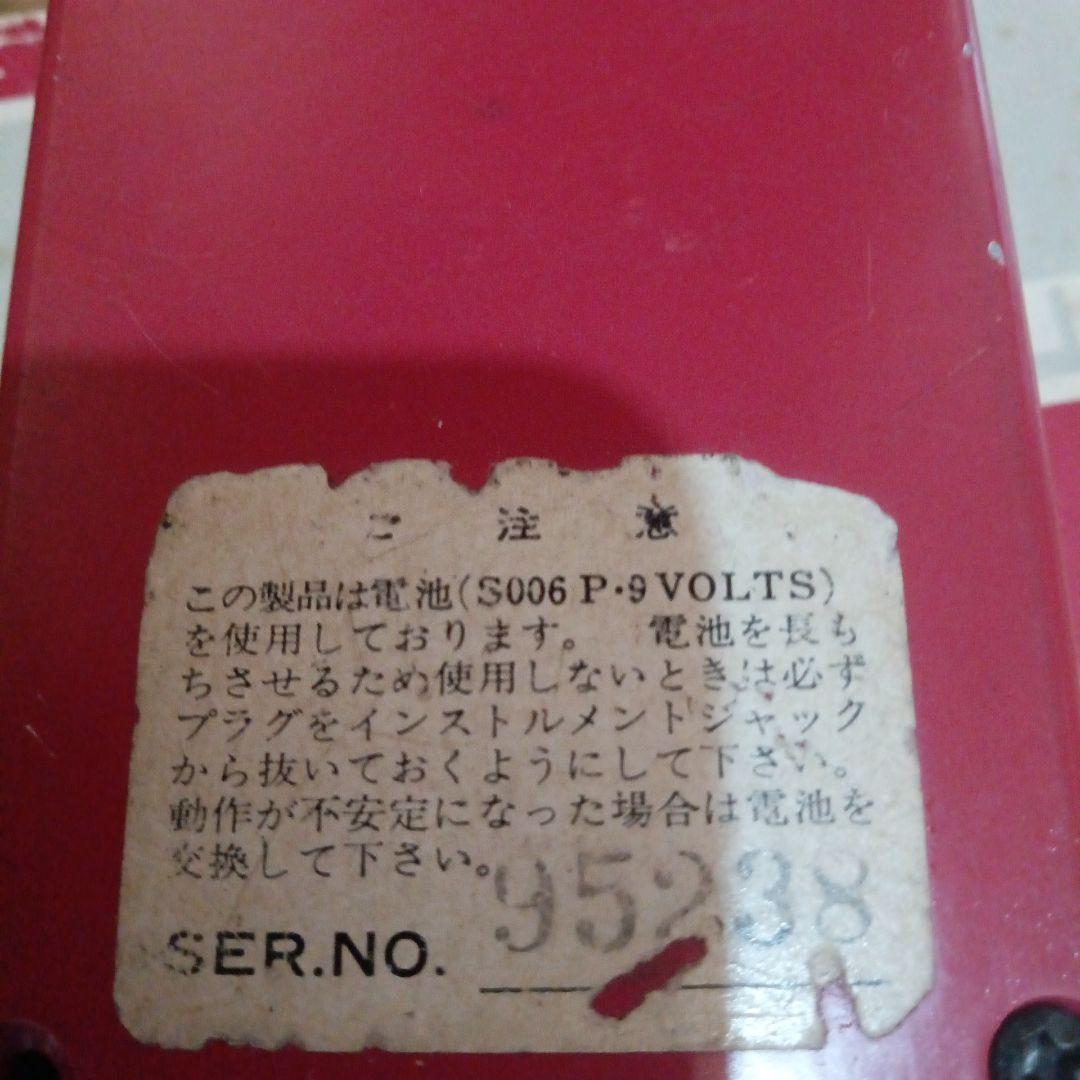 ご注意
この製品は電池(S006 P・9 VOLTS)
を使用しております。 電池を長も
ちさせるため使用しないときは必ず
プラグをインストルメントジャック
から抜いておくようにして下さい。
動作が不安定になった場合は電池を
交換して下さい。
SER.NO. 95238